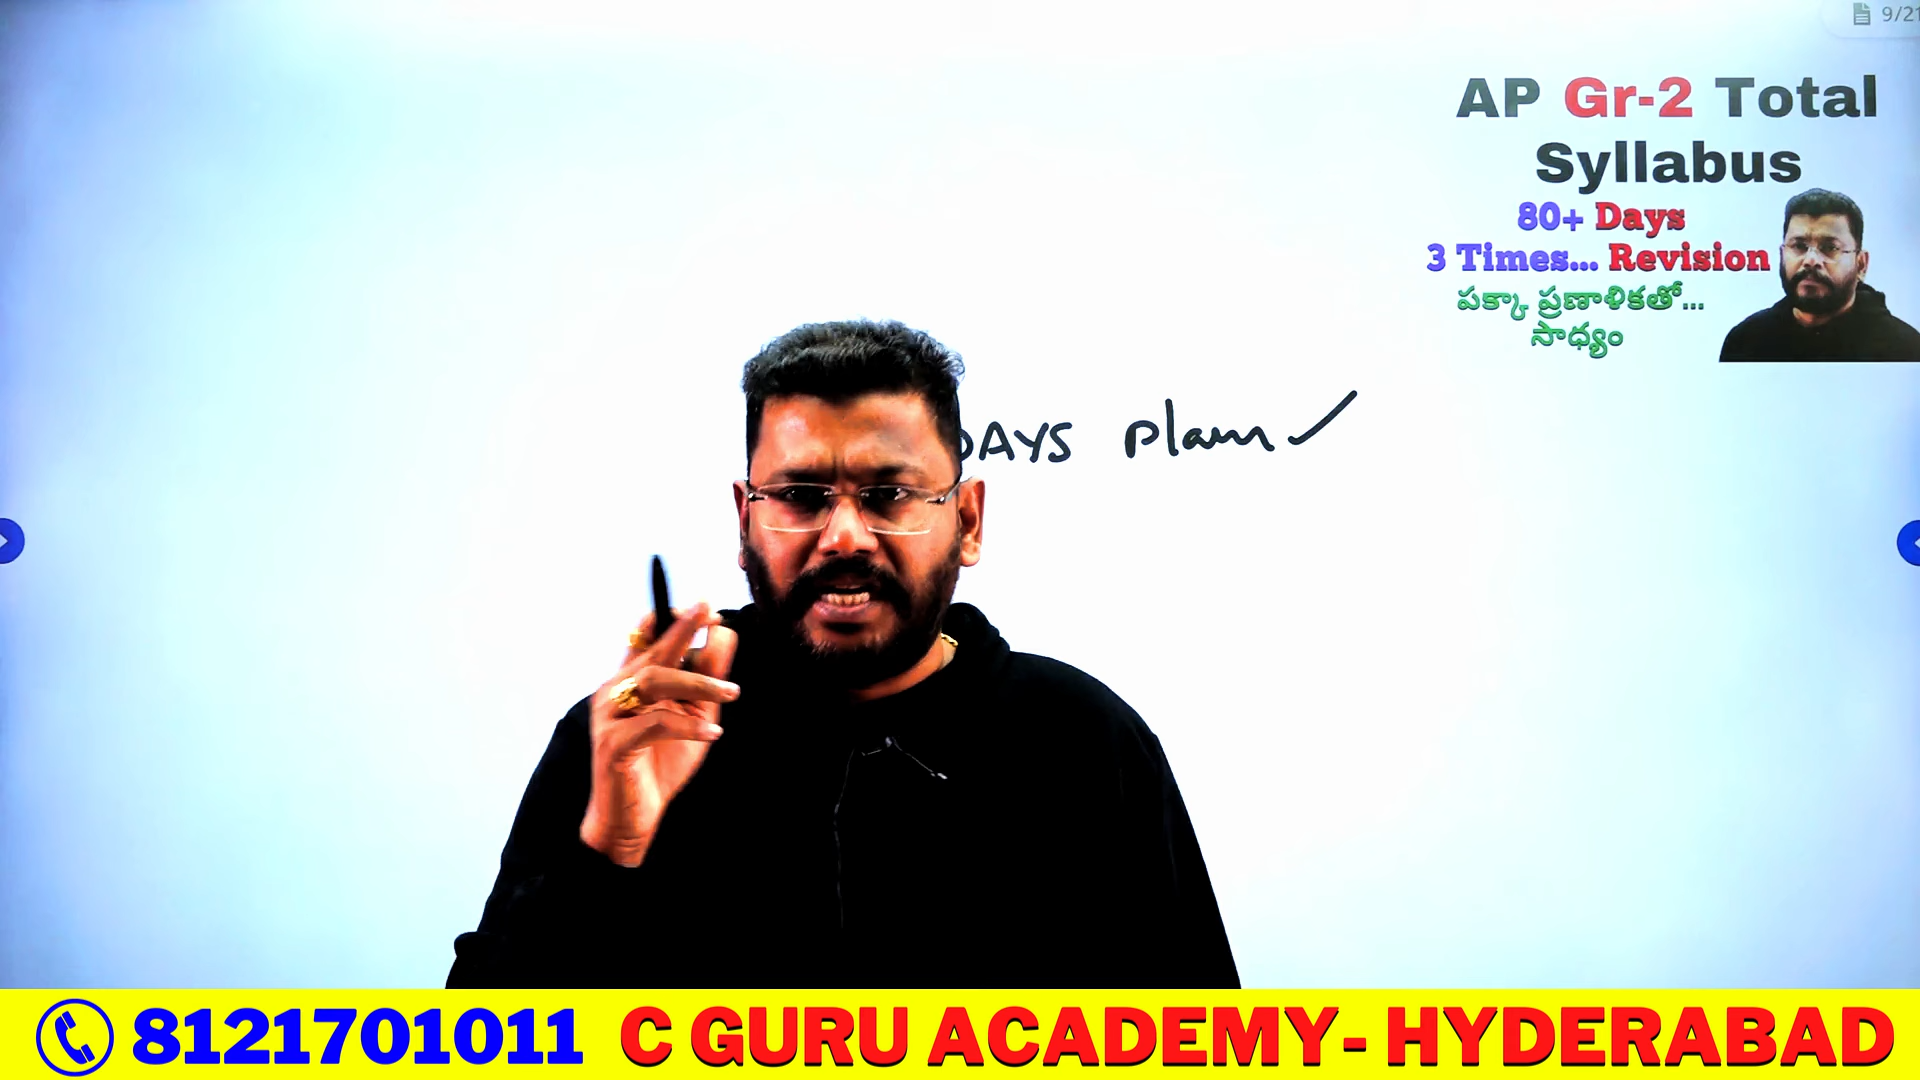 9/21
AP Gr-2 Total
Syllabus
80+ Days
3 Times... Revision
పక్కా ప్రణాళికతో...
సాధ్యం
DAYS plan
8121701011 C GURU ACADEMY- HYDERABAD